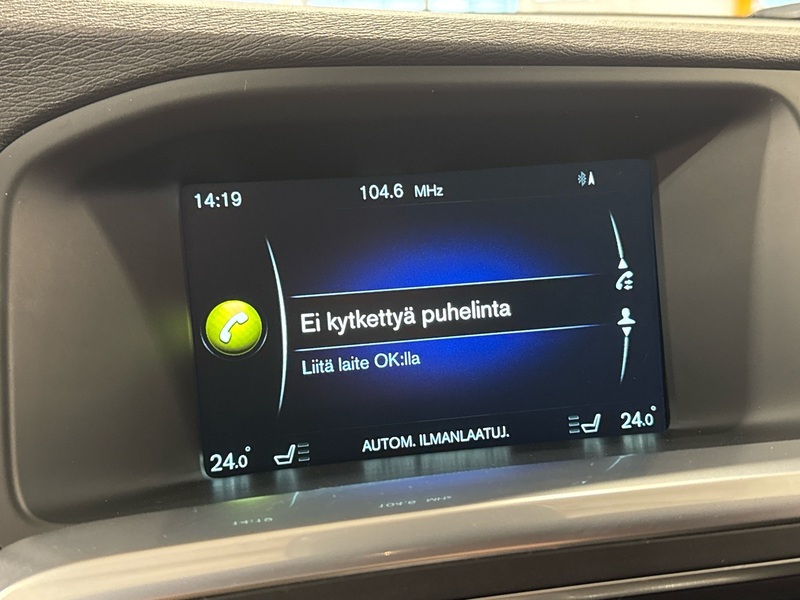 14:19
104.6 MHz
A
Ei kytkettyä puhelinta
Liitä laite OK:lla
24.0°
AUTOM. ILMANLAATUJ.
24.0°